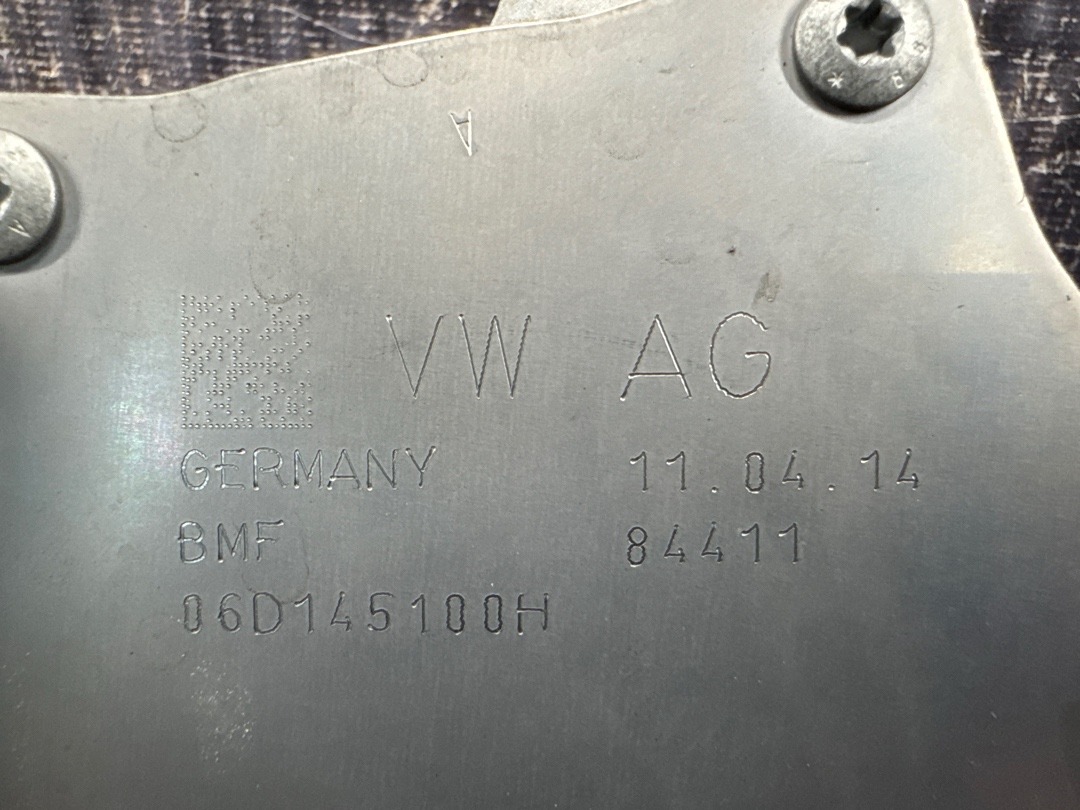 A
VW AG
GERMANY 11.04.14
BMF 84411
06D145100H